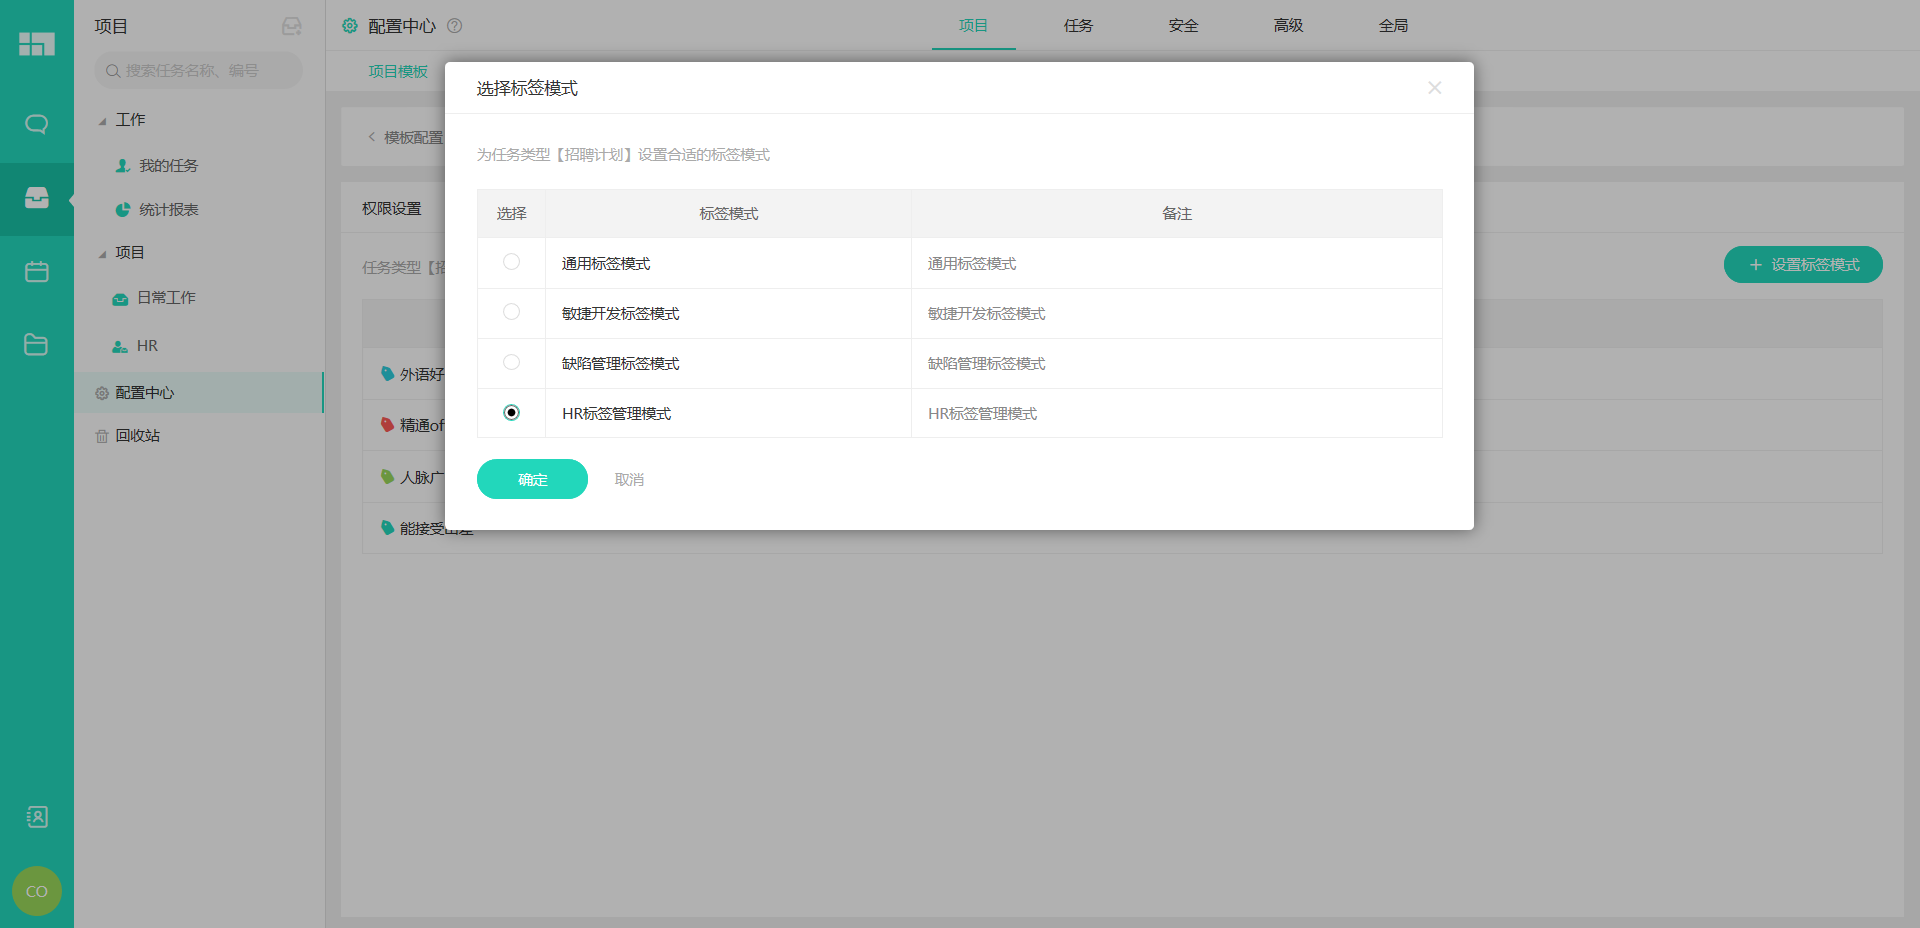 项目
搜索任务名称、编号
工作
我的任务
统计报表
项目
日常工作
HR
配置中心
回收站
CO
配置中心
项目 任务 安全 高级 全局
项目模板
模板配置
权限设置
任务类型【招
设置标签模式
外语好
精通of
人脉广
能接受出差
选择标签模式
为任务类型【招聘计划】设置合适的标签模式
选择 标签模式 备注
通用标签模式 通用标签模式
敏捷开发标签模式 敏捷开发标签模式
缺陷管理标签模式 缺陷管理标签模式
HR标签管理模式 HR标签管理模式
确定 取消